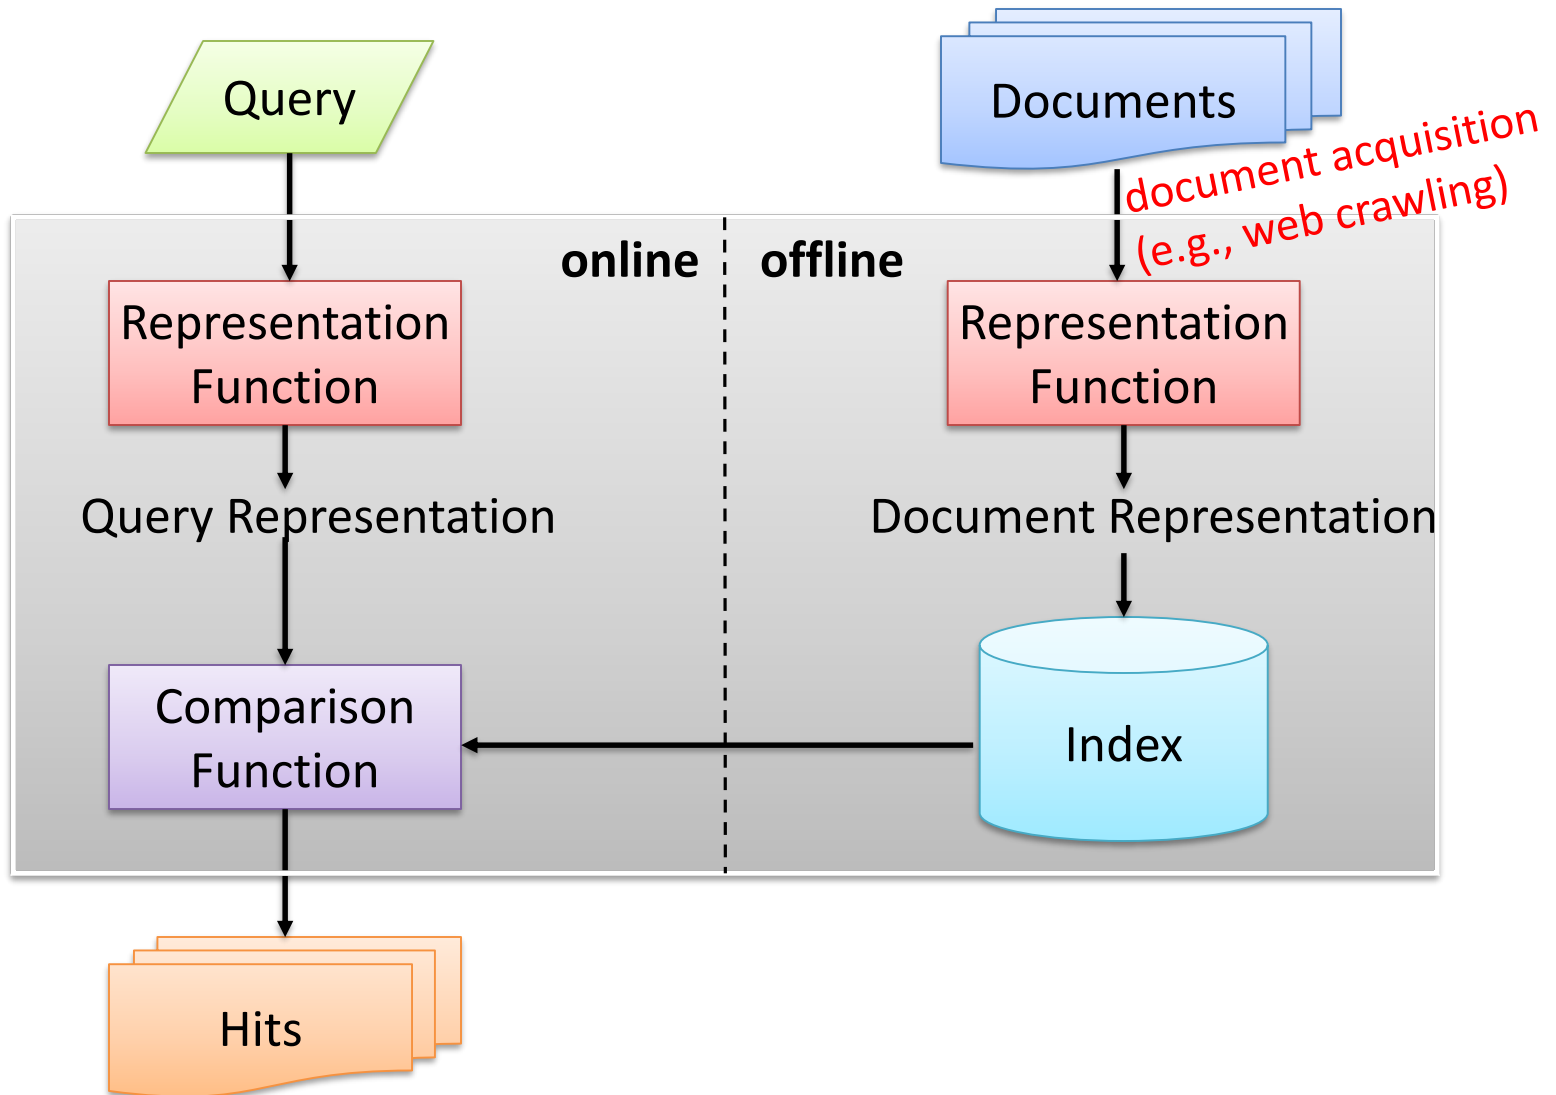 Query
Documents
document acquisition
(e.g., web crawling)
online
offline
Representation
Function
Representation
Function
Query Representation
Document Representation
Comparison
Function
Index
Hits